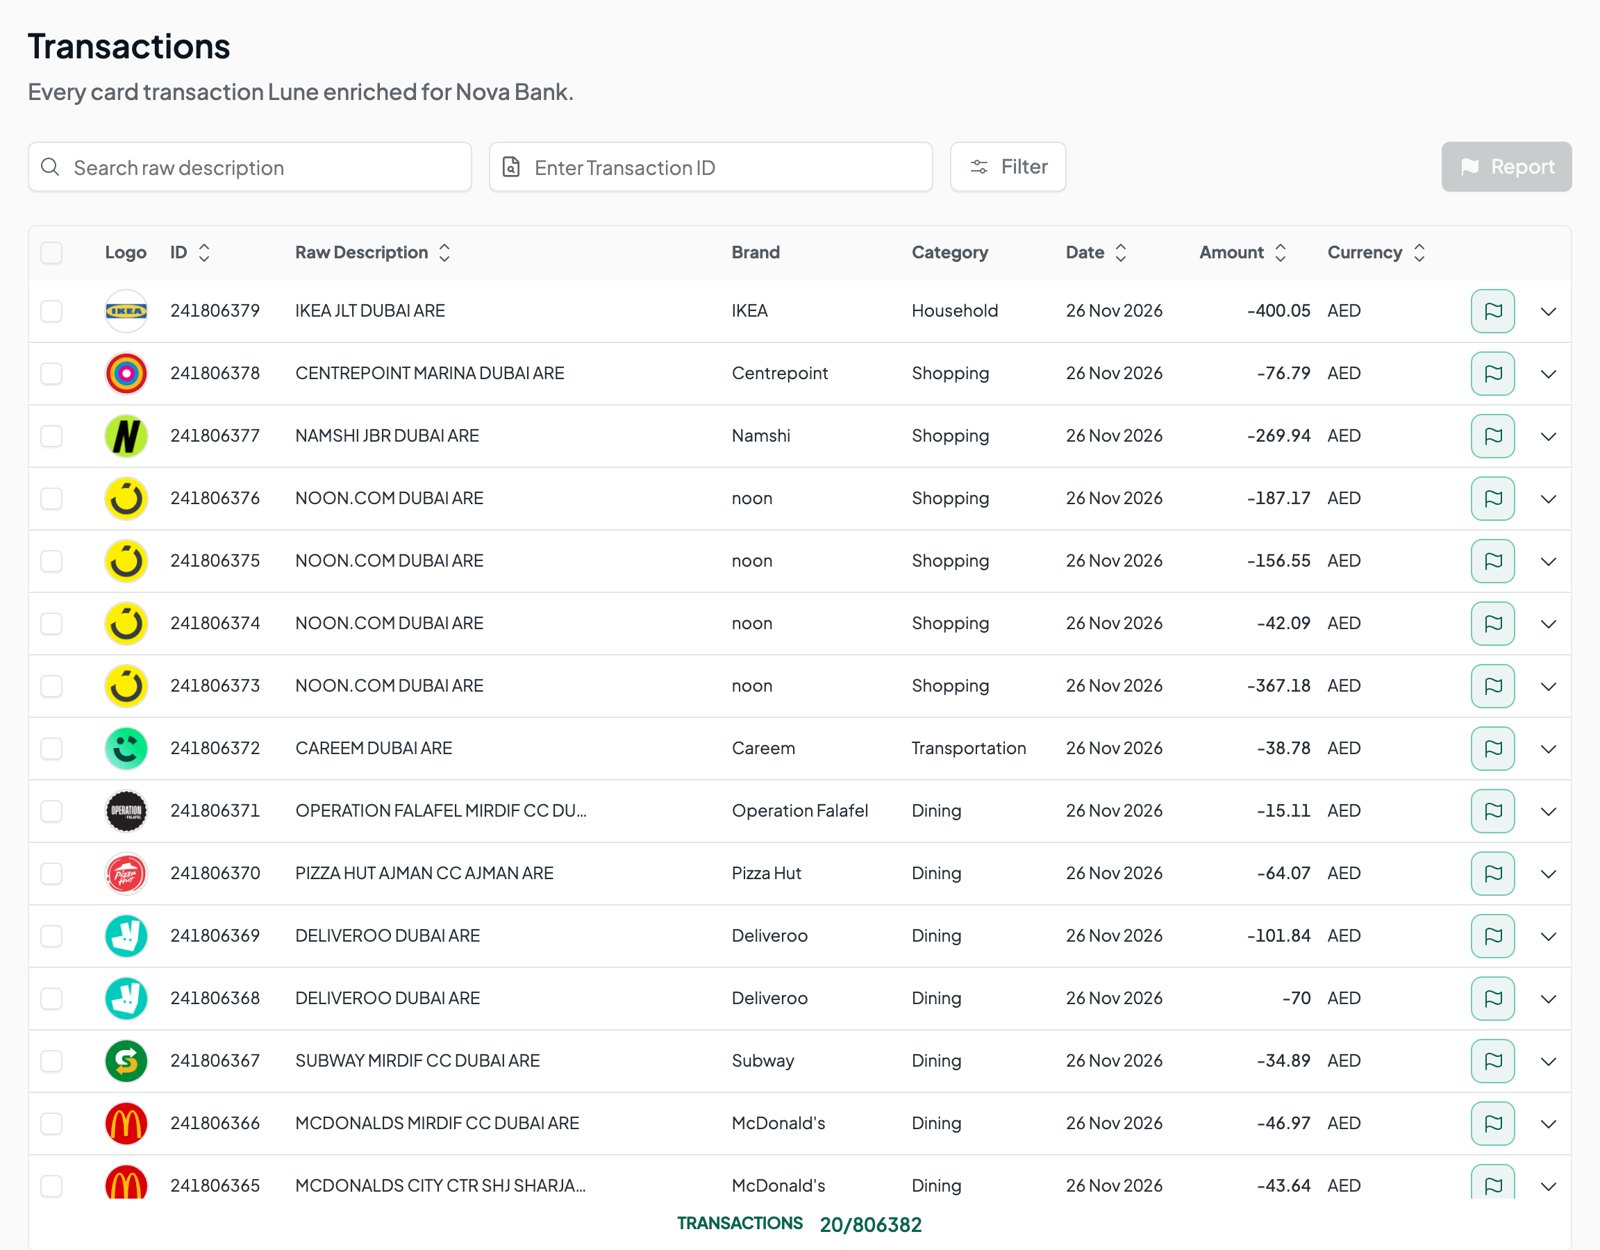 Transactions
Every card transaction Lune enriched for Nova Bank.
Search raw description Enter Transaction ID Filter Report
Logo ID Raw Description Brand Category Date Amount Currency
IKEA 241806379 IKEA JLT DUBAI ARE IKEA Household 26 Nov 2026 -400.05 AED
241806378 CENTREPOINT MARINA DUBAI ARE Centrepoint Shopping 26 Nov 2026 -76.79 AED
N 241806377 NAMSHI JBR DUBAI ARE Namshi Shopping 26 Nov 2026 -269.94 AED
241806376 NOON.COM DUBAI ARE noon Shopping 26 Nov 2026 -187.17 AED
241806375 NOON.COM DUBAI ARE noon Shopping 26 Nov 2026 -156.55 AED
241806374 NOON.COM DUBAI ARE noon Shopping 26 Nov 2026 -42.09 AED
241806373 NOON.COM DUBAI ARE noon Shopping 26 Nov 2026 -367.18 AED
241806372 CAREEM DUBAI ARE Careem Transportation 26 Nov 2026 -38.78 AED
OPERATION FALAFEL 241806371 OPERATION FALAFEL MIRDIF CC DU... Operation Falafel Dining 26 Nov 2026 -15.11 AED
Pizza Hut 241806370 PIZZA HUT AJMAN CC AJMAN ARE Pizza Hut Dining 26 Nov 2026 -64.07 AED
241806369 DELIVEROO DUBAI ARE Deliveroo Dining 26 Nov 2026 -101.84 AED
241806368 DELIVEROO DUBAI ARE Deliveroo Dining 26 Nov 2026 -70 AED
S 241806367 SUBWAY MIRDIF CC DUBAI ARE Subway Dining 26 Nov 2026 -34.89 AED
M 241806366 MCDONALDS MIRDIF CC DUBAI ARE McDonald's Dining 26 Nov 2026 -46.97 AED
M 241806365 MCDONALDS CITY CTR SHJ SHARJA... McDonald's Dining 26 Nov 2026 -43.64 AED
TRANSACTIONS 20/806382